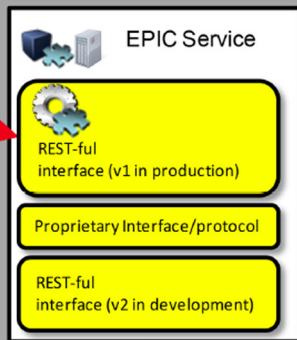 EPIC Service
REST-ful
interface (v1 in production)
Proprietary Interface/protocol
REST-ful
interface (v2 in development)